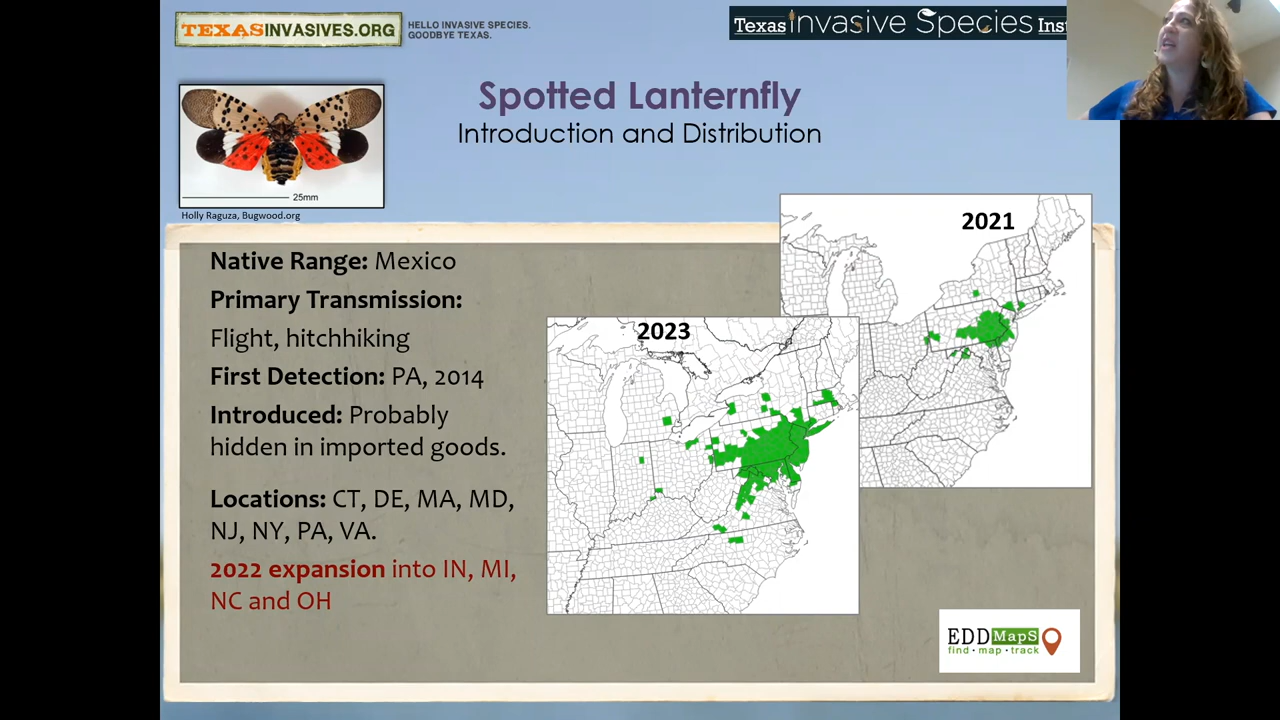 TEXASINVASIVES.ORG
HELLO INVASIVE SPECIES.
GOODBYE TEXAS.
Texas Invasive Species Inst
25mm
Holly Raguza, Bugwood.org
Spotted Lanternfly
Introduction and Distribution
Native Range: Mexico
Primary Transmission:
Flight, hitchhiking
First Detection: PA, 2014
Introduced: Probably
hidden in imported goods.
Locations: CT, DE, MA, MD,
NJ, NY, PA, VA.
2022 expansion into IN, MI,
NC and OH
2023
2021
EDDMapS
find · map · track